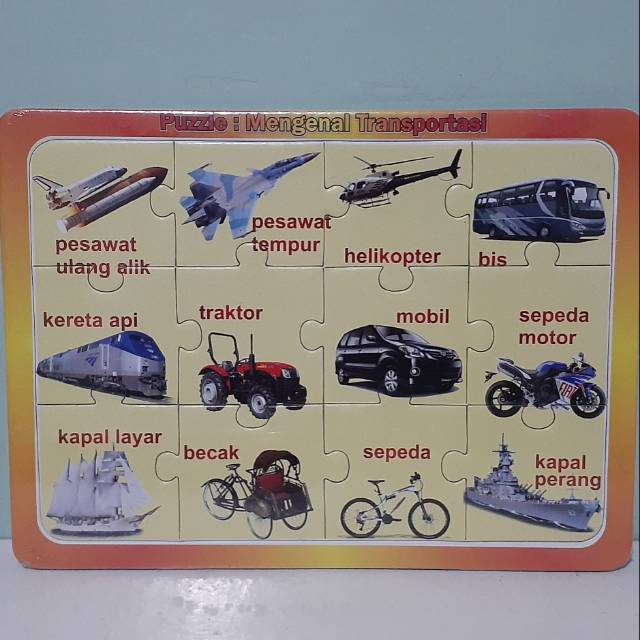 Puzzle : Mengenal Transportasi
pesawat
ulang alik
pesawat
tempur
helikopter
bis
kereta api
traktor
mobil
sepeda
motor
kapal layar
becak
sepeda
kapal
perang
FIAT